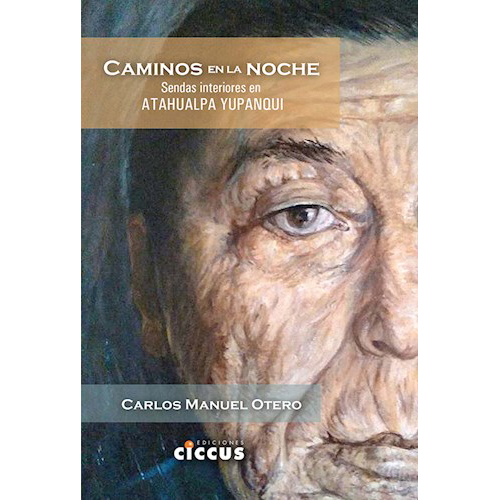 CAMINOS EN LA NOCHE
Sendas interiores en
ATAHUALPA YUPANQUI
CARLOS MANUEL OTERO
EDICIONES
CICCUS